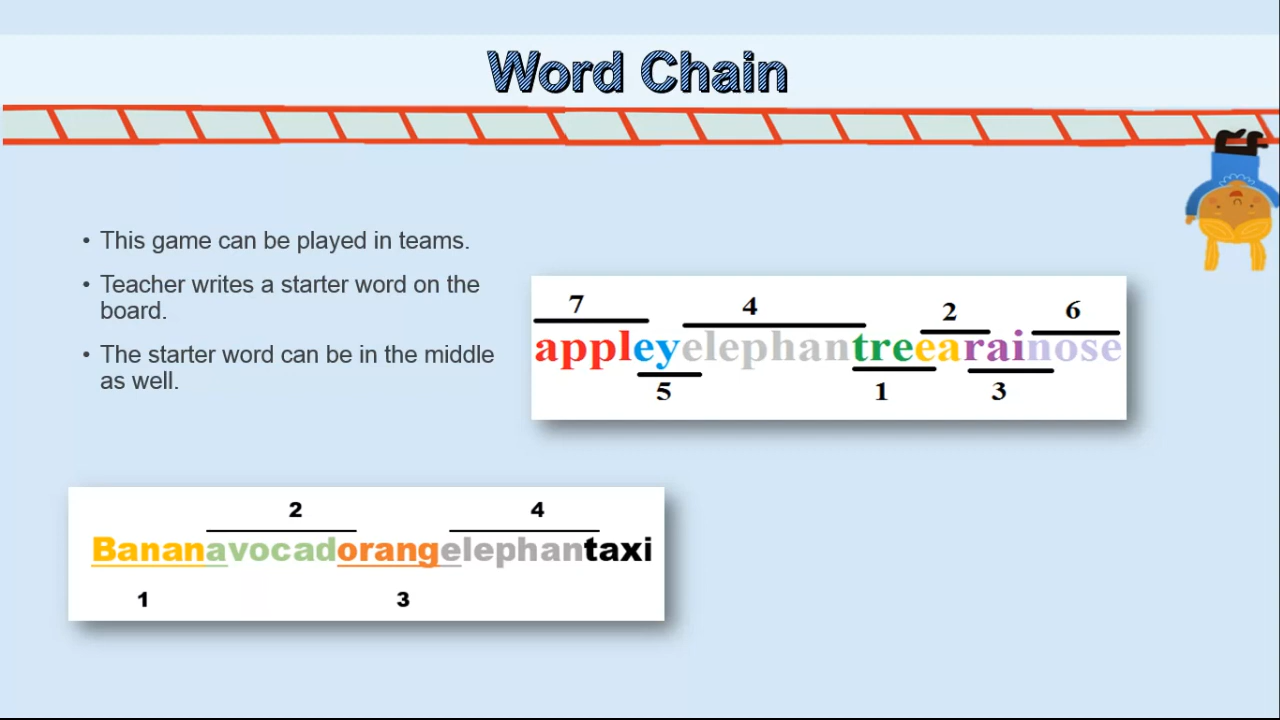 Word Chain
• This game can be played in teams.
• Teacher writes a starter word on the
board.
• The starter word can be in the middle
as well.
7 4 2 6
appleyelephantreearainose
5 1 3
2 4
Bananavocadorangelephantaxi
1 3